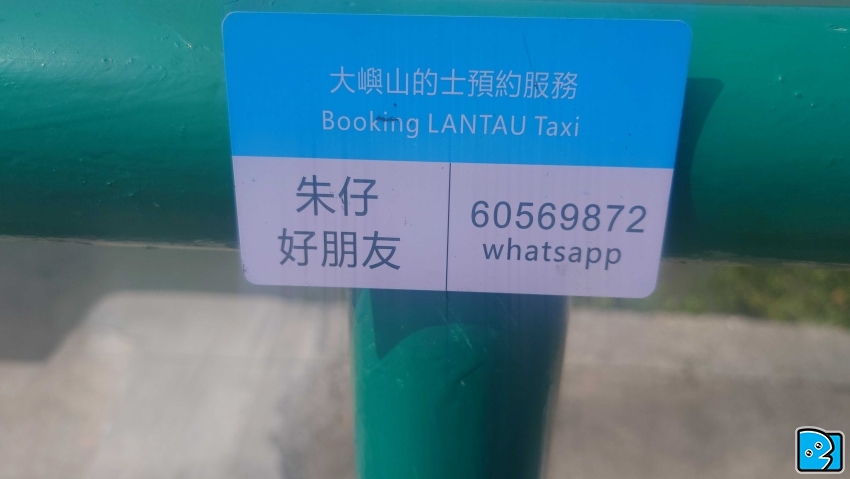 大嶼山的士預約服務
Booking LANTAU Taxi
朱仔
好朋友
60569872
whatsapp